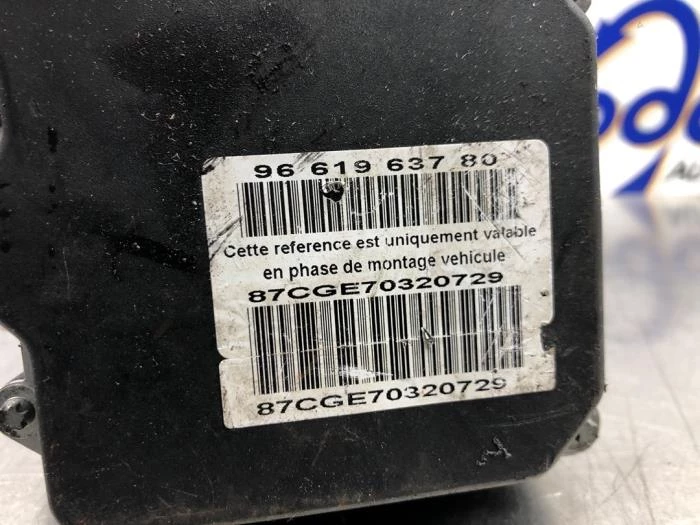 96 619 637 80
Cette reference est uniquement valable
en phase de montage vehicule
87CGE70320729
87CGE70320729